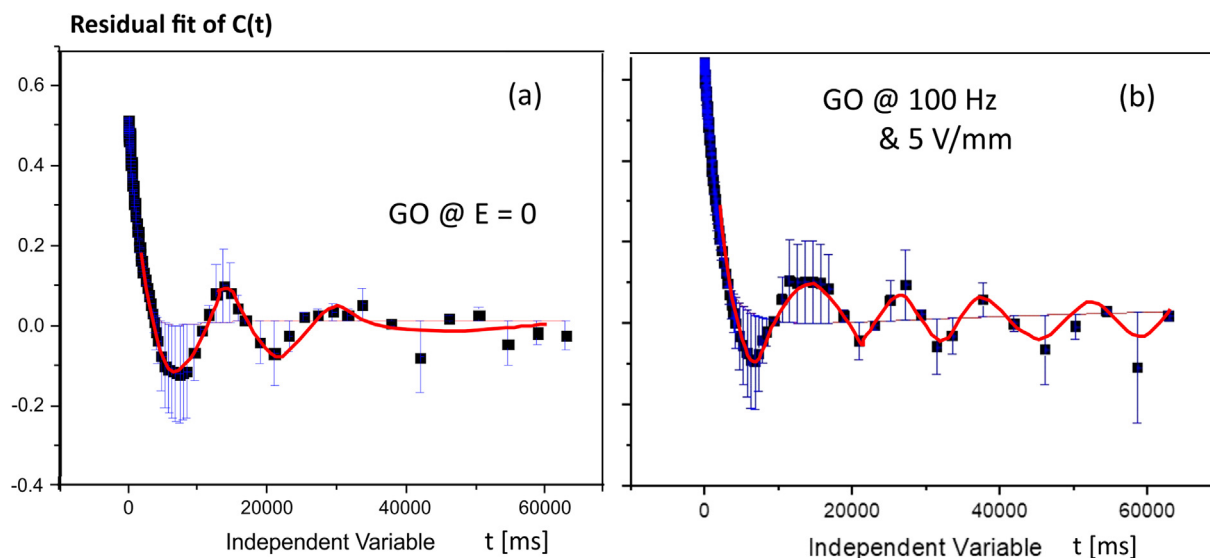 Residual fit of C(t)
(a)
GO @ E = 0
0.6
0.4
0.2
0.0
-0.2
-0.4
0
20000
40000
60000
Independent Variable t [ms]
(b)
GO @ 100 Hz
& 5 V/mm
0
20000
40000
60000
Independent Variable t [ms]